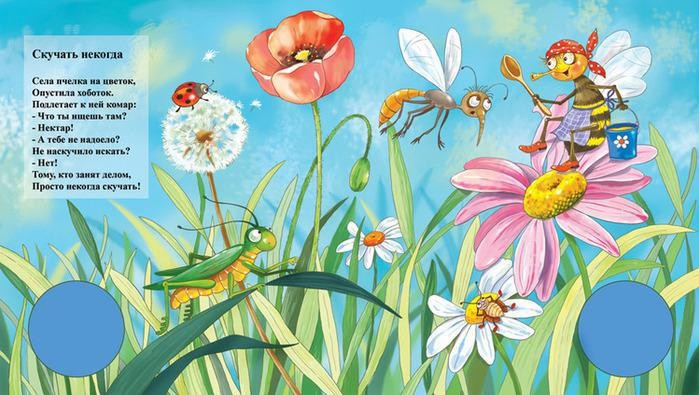 Скучать некогда
Села пчелка на цветок,
Опустила хоботок.
Подлетает к ней комар:
- Что ты ищешь там?
- Нектар!
- А тебе не надоело?
Не наскучило искать?
- Нет!
Тому, кто занят делом,
Просто некогда скучать!